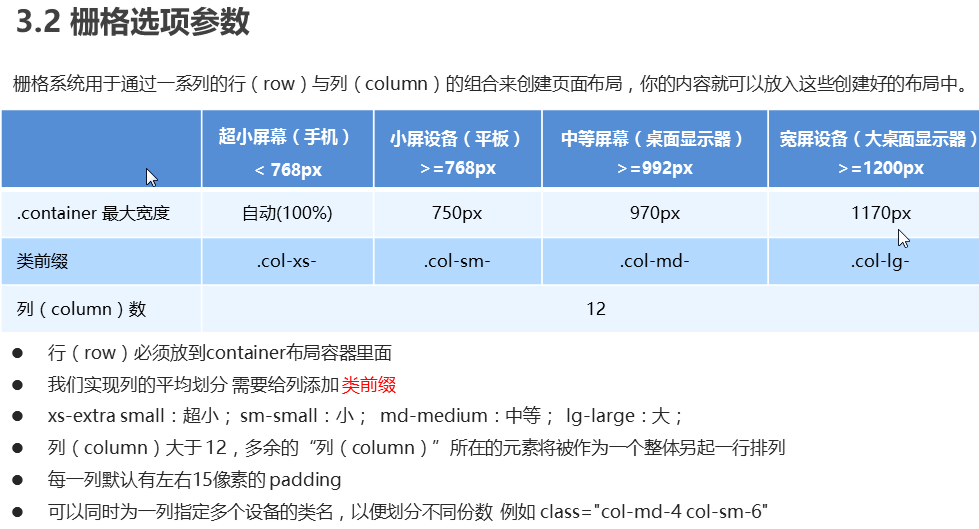 3.2 栅格选项参数
栅格系统用于通过一系列的行（row）与列（column）的组合来创建页面布局，你的内容就可以放入这些创建好的布局中。
超小屏幕（手机） 小屏设备（平板） 中等屏幕（桌面显示器） 宽屏设备（大桌面显示器）
< 768px >=768px >=992px >=1200px
.container 最大宽度 自动(100%) 750px 970px 1170px
类前缀 .col-xs- .col-sm- .col-md- .col-lg-
列（column）数 12
● 行（row）必须放到container布局容器里面
● 我们实现列的平均划分 需要给列添加 类前缀
● xs-extra small：超小； sm-small：小； md-medium：中等； lg-large：大；
● 列（column）大于 12，多余的“列（column）”所在的元素将被作为一个整体另起一行排列
● 每一列默认有左右15像素的 padding
● 可以同时为一列指定多个设备的类名，以便划分不同份数 例如 class="col-md-4 col-sm-6"